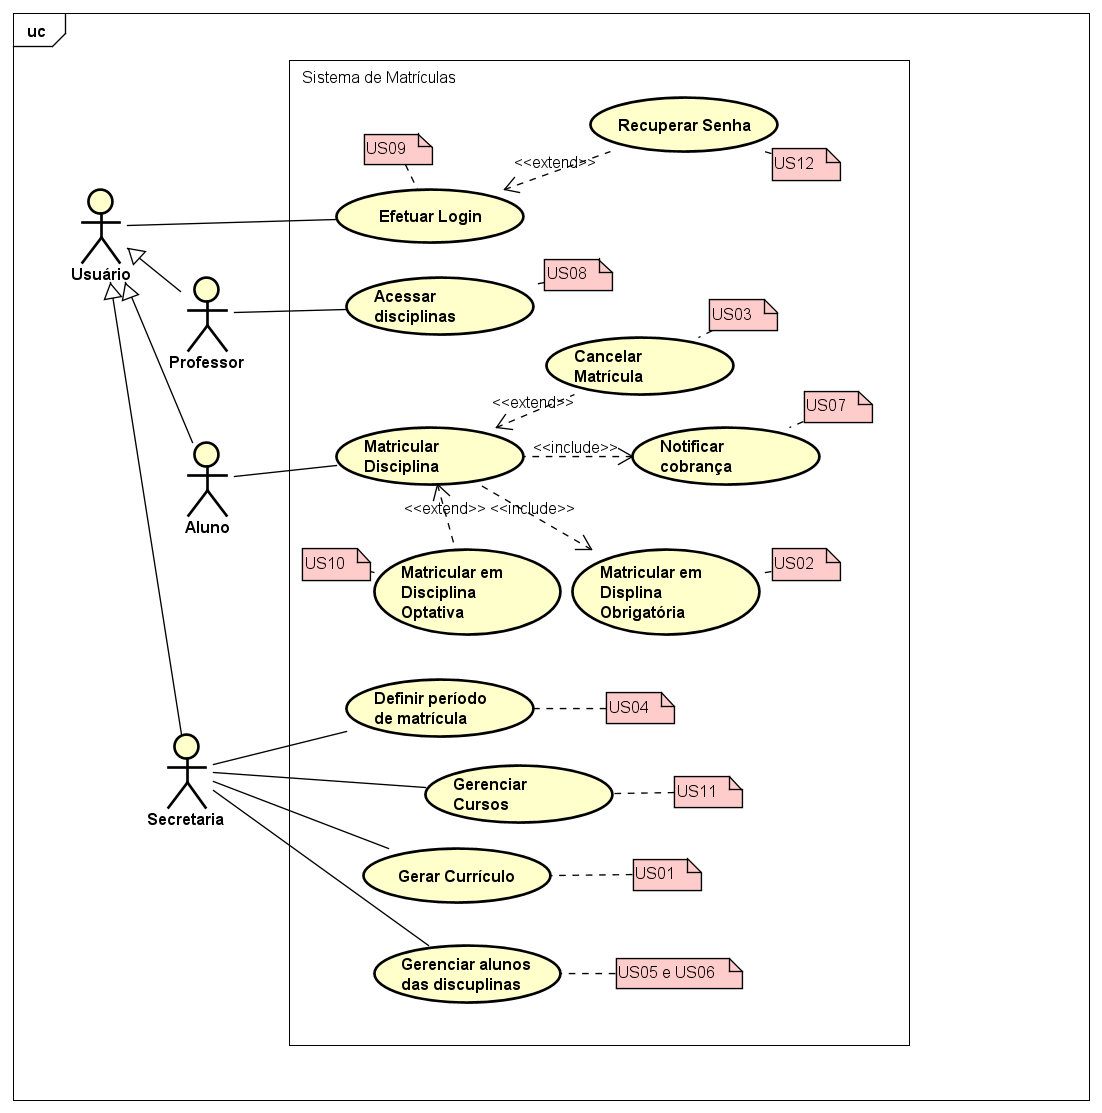 uc
Sistema de Matrículas
Recuperar Senha
US09
<<extend>>
US12
Efetuar Login
Usuário
US08
Acessar
disciplinas
Professor
US03
Cancelar
Matrícula
<<extend>>
US07
Matricular
Disciplina
<<include>>
Notificar
cobrança
Aluno
<<extend>>
<<include>>
US10
Matricular em
Disciplina
Optativa
Matricular em
Displina
Obrigatória
US02
Definir período
de matrícula
US04
Secretaria
Gerenciar
Cursos
US11
Gerar Currículo
US01
Gerenciar alunos
das discuplinas
US05 e US06